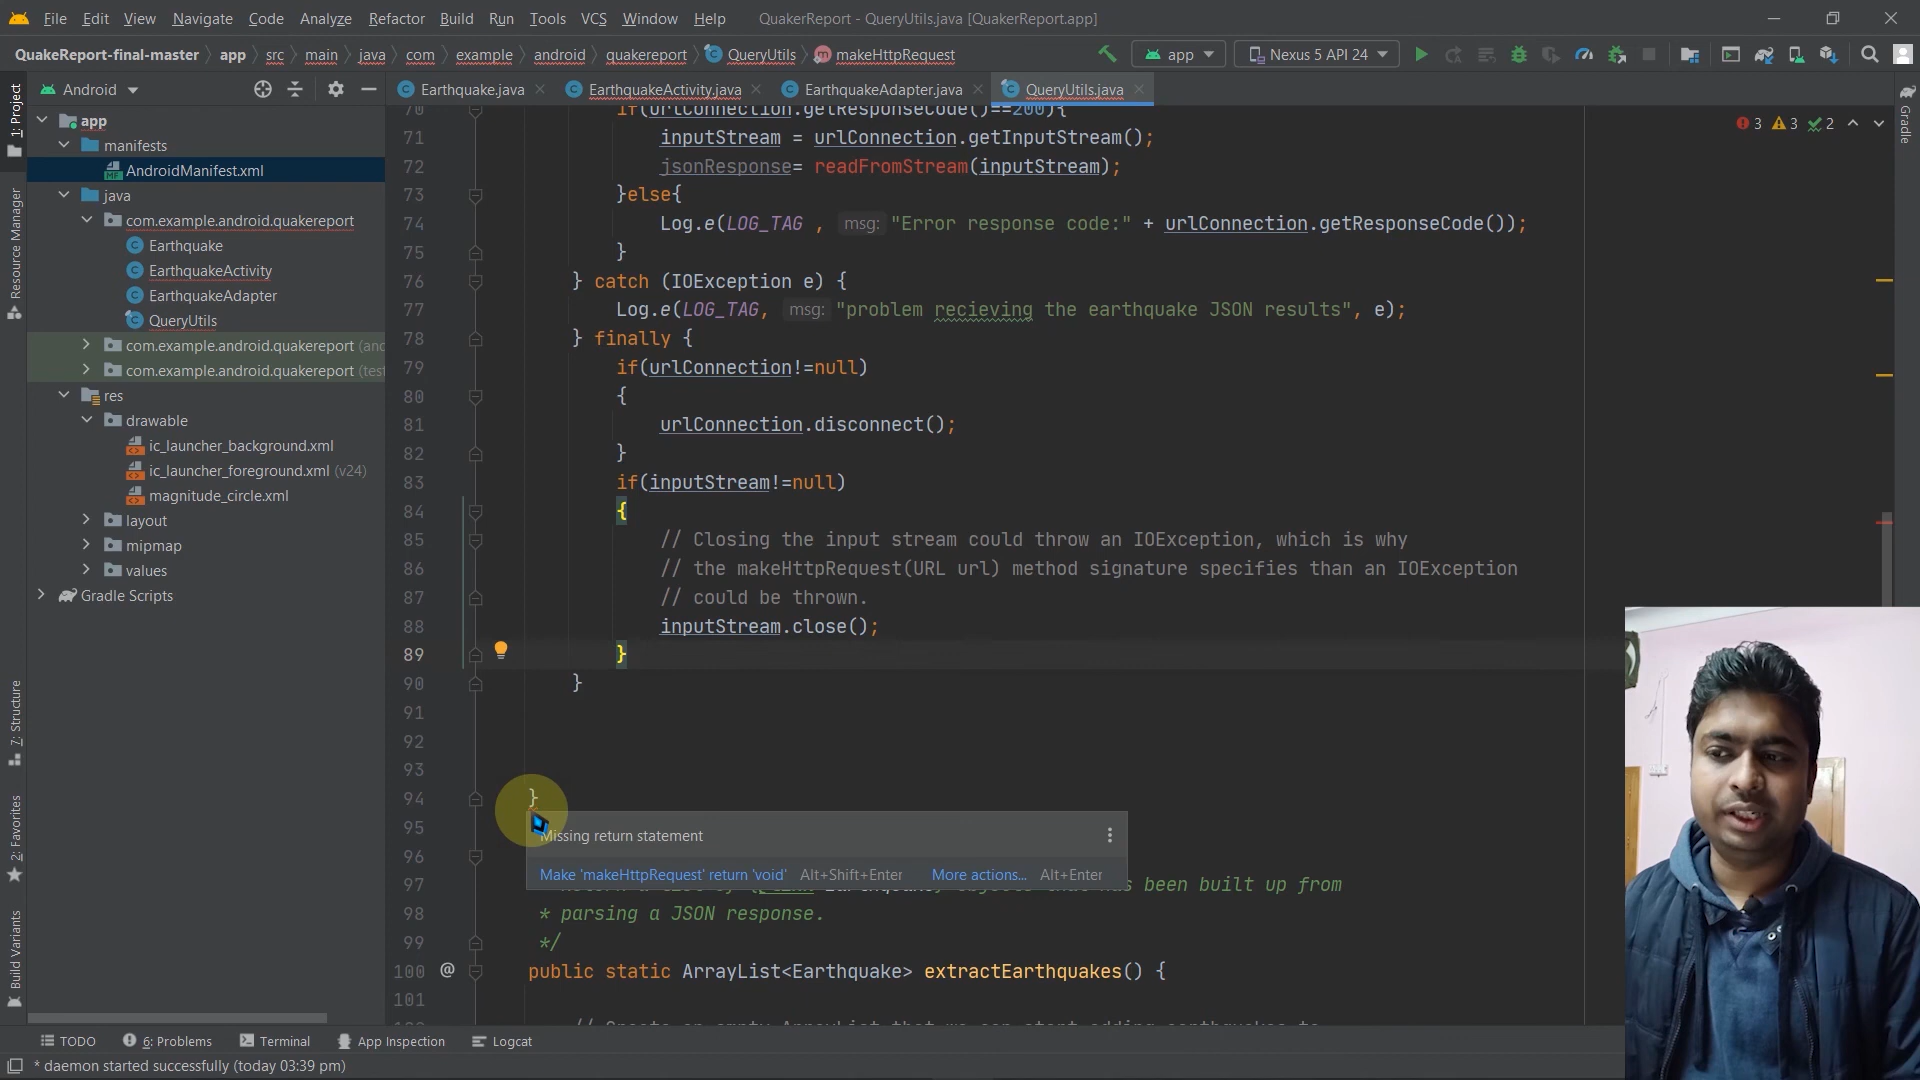 File Edit View Navigate Code Analyze Refactor Build Run Tools VCS Window Help QuakerReport - QueryUtils.java [QuakerReport.app]
QuakeReport-final-master app src main java com example android quakereport QueryUtils makeHttpRequest app Nexus 5 API 24
Android Earthquake.java EarthquakeActivity.java EarthquakeAdapter.java QueryUtils.java
1: Project
Resource Manager
7: Structure
2: Favorites
Build Variants
Gradle
app
manifests
AndroidManifest.xml
java
com.example.android.quakereport
Earthquake
EarthquakeActivity
EarthquakeAdapter
QueryUtils
com.example.android.quakereport
com.example.android.quakereport (test
res
drawable
ic_launcher_background.xml
ic_launcher_foreground.xml (v24)
magnitude_circle.xml
layout
mipmap
values
Gradle Scripts
3 3 2
70 if(urlConnection.getResponseCode()==200){
71 inputStream = urlConnection.getInputStream();
72 jsonResponse= readFromStream(inputStream);
73 }else{
74 Log.e(LOG_TAG , msg: "Error response code:" + urlConnection.getResponseCode());
75 }
76 } catch (IOException e) {
77 Log.e(LOG_TAG, msg: "problem recieving the earthquake JSON results", e);
78 } finally {
79 if(urlConnection!=null)
80 {
81 urlConnection.disconnect();
82 }
83 if(inputStream!=null)
84 {
85 // Closing the input stream could throw an IOException, which is why
86 // the makeHttpRequest(URL url) method signature specifies than an IOException
87 // could be thrown.
88 inputStream.close();
89 }
90 }
91
92
93
94 }
95
Missing return statement
96
Make 'makeHttpRequest' return 'void' Alt+Shift+Enter More actions... Alt+Enter
97 been built up from
98 * parsing a JSON response.
99 */
100 @ public static ArrayList<Earthquake> extractEarthquakes() {
101
TODO 6: Problems Terminal App Inspection Logcat
* daemon started successfully (today 03:39 pm)